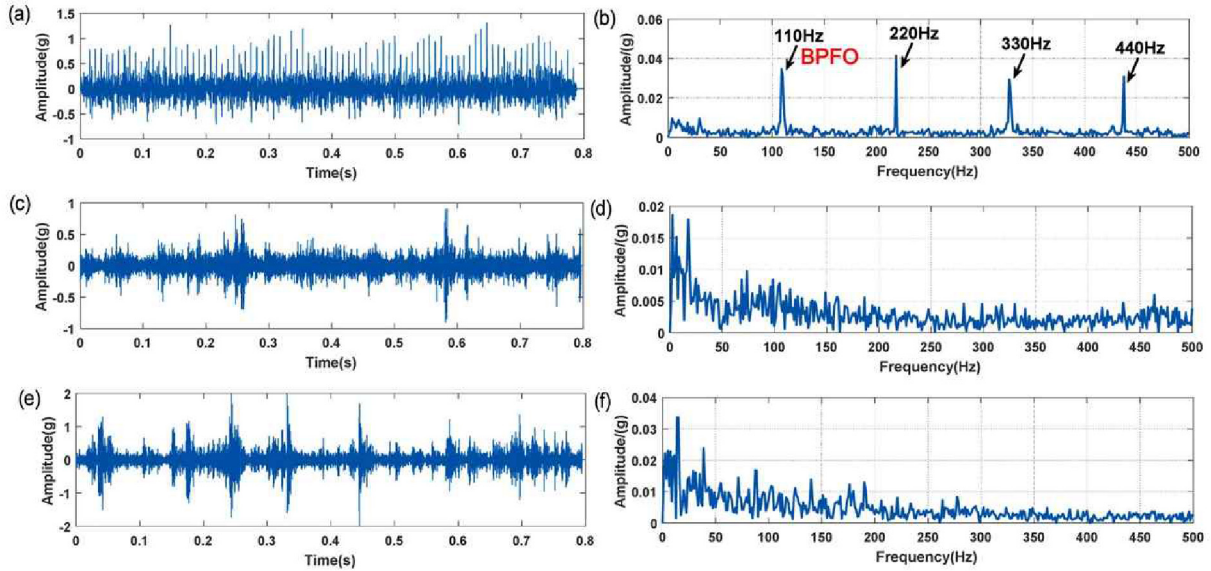 (a)
1.5
1
0.5
0
-0.5
-1
Amplitude(g)
0 0.1 0.2 0.3 0.4 0.5 0.6 0.7 0.8
Time(s)
(b)
0.06
0.04
0.02
0
Amplitude/(g)
110Hz
BPFO
220Hz
330Hz
440Hz
0 50 100 150 200 250 300 350 400 450 500
Frequency(Hz)
(c)
1
0.5
0
-0.5
-1
Amplitude(g)
0 0.1 0.2 0.3 0.4 0.5 0.6 0.7 0.8
Time(s)
(d)
0.02
0.015
0.01
0.005
0
Amplitude/(g)
0 50 100 150 200 250 300 350 400 450 500
Frequency(Hz)
(e)
2
1
0
-1
-2
Amplitude(g)
0 0.1 0.2 0.3 0.4 0.5 0.6 0.7 0.8
Time(s)
(f)
0.04
0.03
0.02
0.01
0
Amplitude/(g)
0 50 100 150 200 250 300 350 400 450 500
Frequency(Hz)